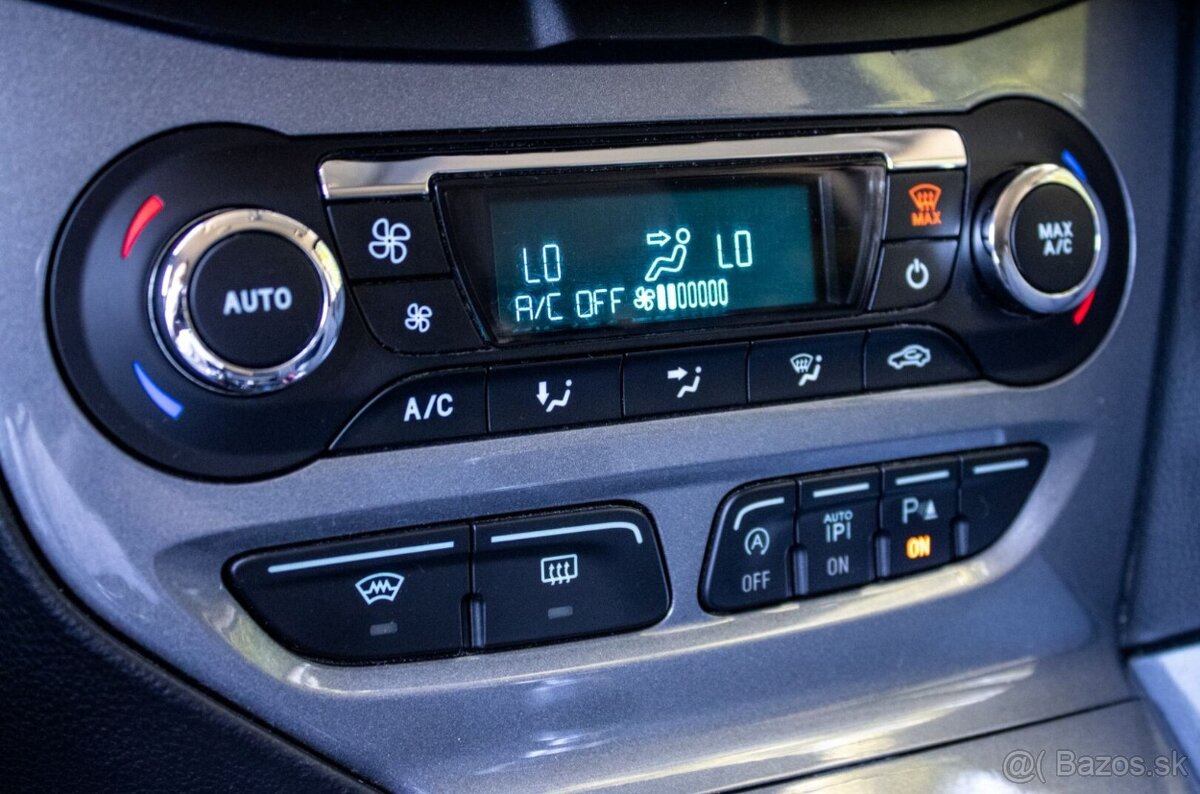 AUTO
LO
LO
A/C OFF
MAX
MAX
A/C
A/C
A
OFF
AUTO
P
ON
P
ON
@( Bazos.sk